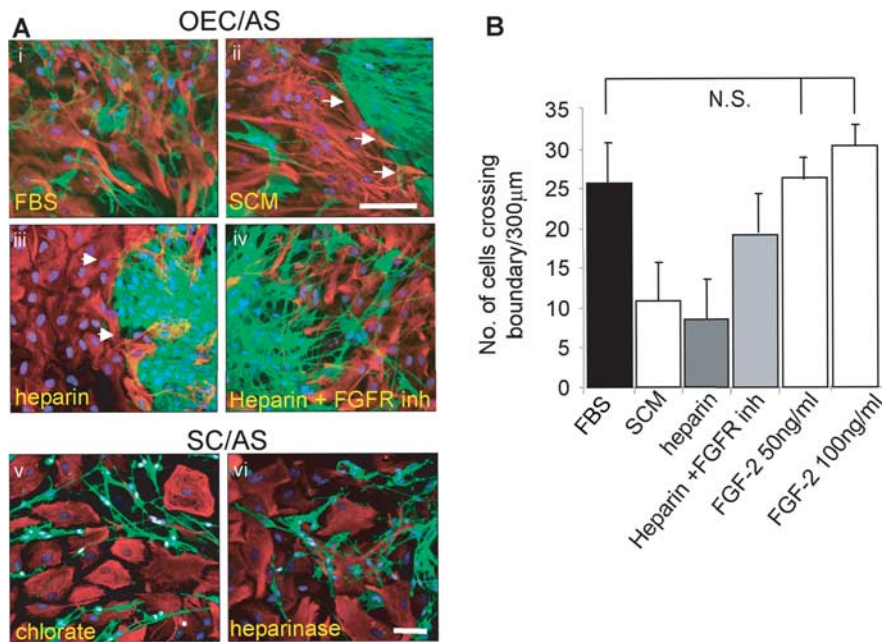 A
OEC/AS
i
FBS
ii
SCM
iii
heparin
iv
Heparin + FGFR inh
SC/AS
v
chlorate
vi
heparinase
B
N.S.
No. of cells crossing
boundary/300µm
35
30
25
20
15
10
5
0
FBS
SCM
heparin
Heparin +FGFR inh
FGF-2 50ng/ml
FGF-2 100ng/ml